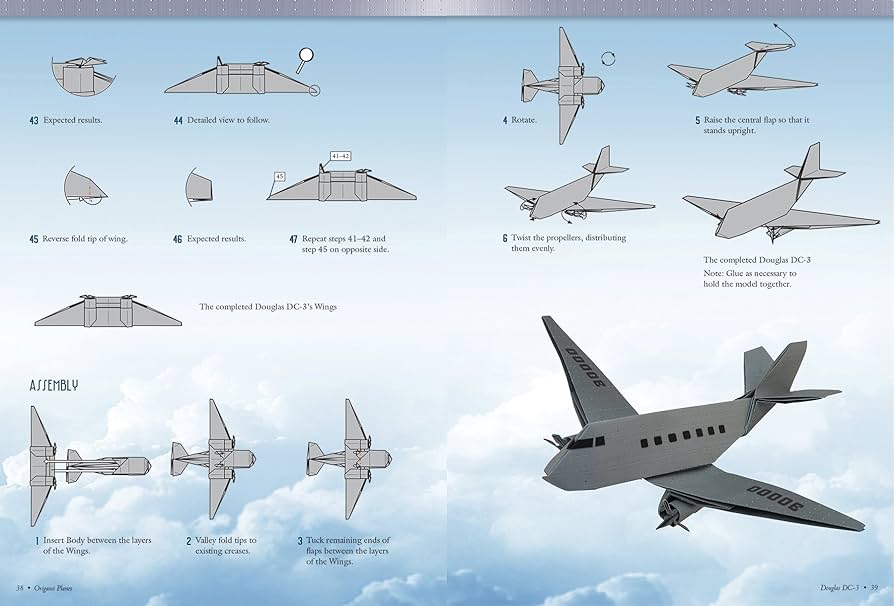 43 Expected results.
44 Detailed view to follow.
45 Reverse fold tip of wing.
46 Expected results.
41–42
45
47 Repeat steps 41–42 and
step 45 on opposite side.
The completed Douglas DC-3's Wings
ASSEMBLY
1 Insert Body between the layers
of the Wings.
2 Valley fold tips to
existing creases.
3 Tuck remaining ends of
flaps between the layers
of the Wings.
38 • Origami Planes
4 Rotate.
5 Raise the central flap so that it
stands upright.
6 Twist the propellers, distributing
them evenly.
The completed Douglas DC-3
Note: Glue as necessary to
hold the model together.
00006
90000
Douglas DC-3 • 39